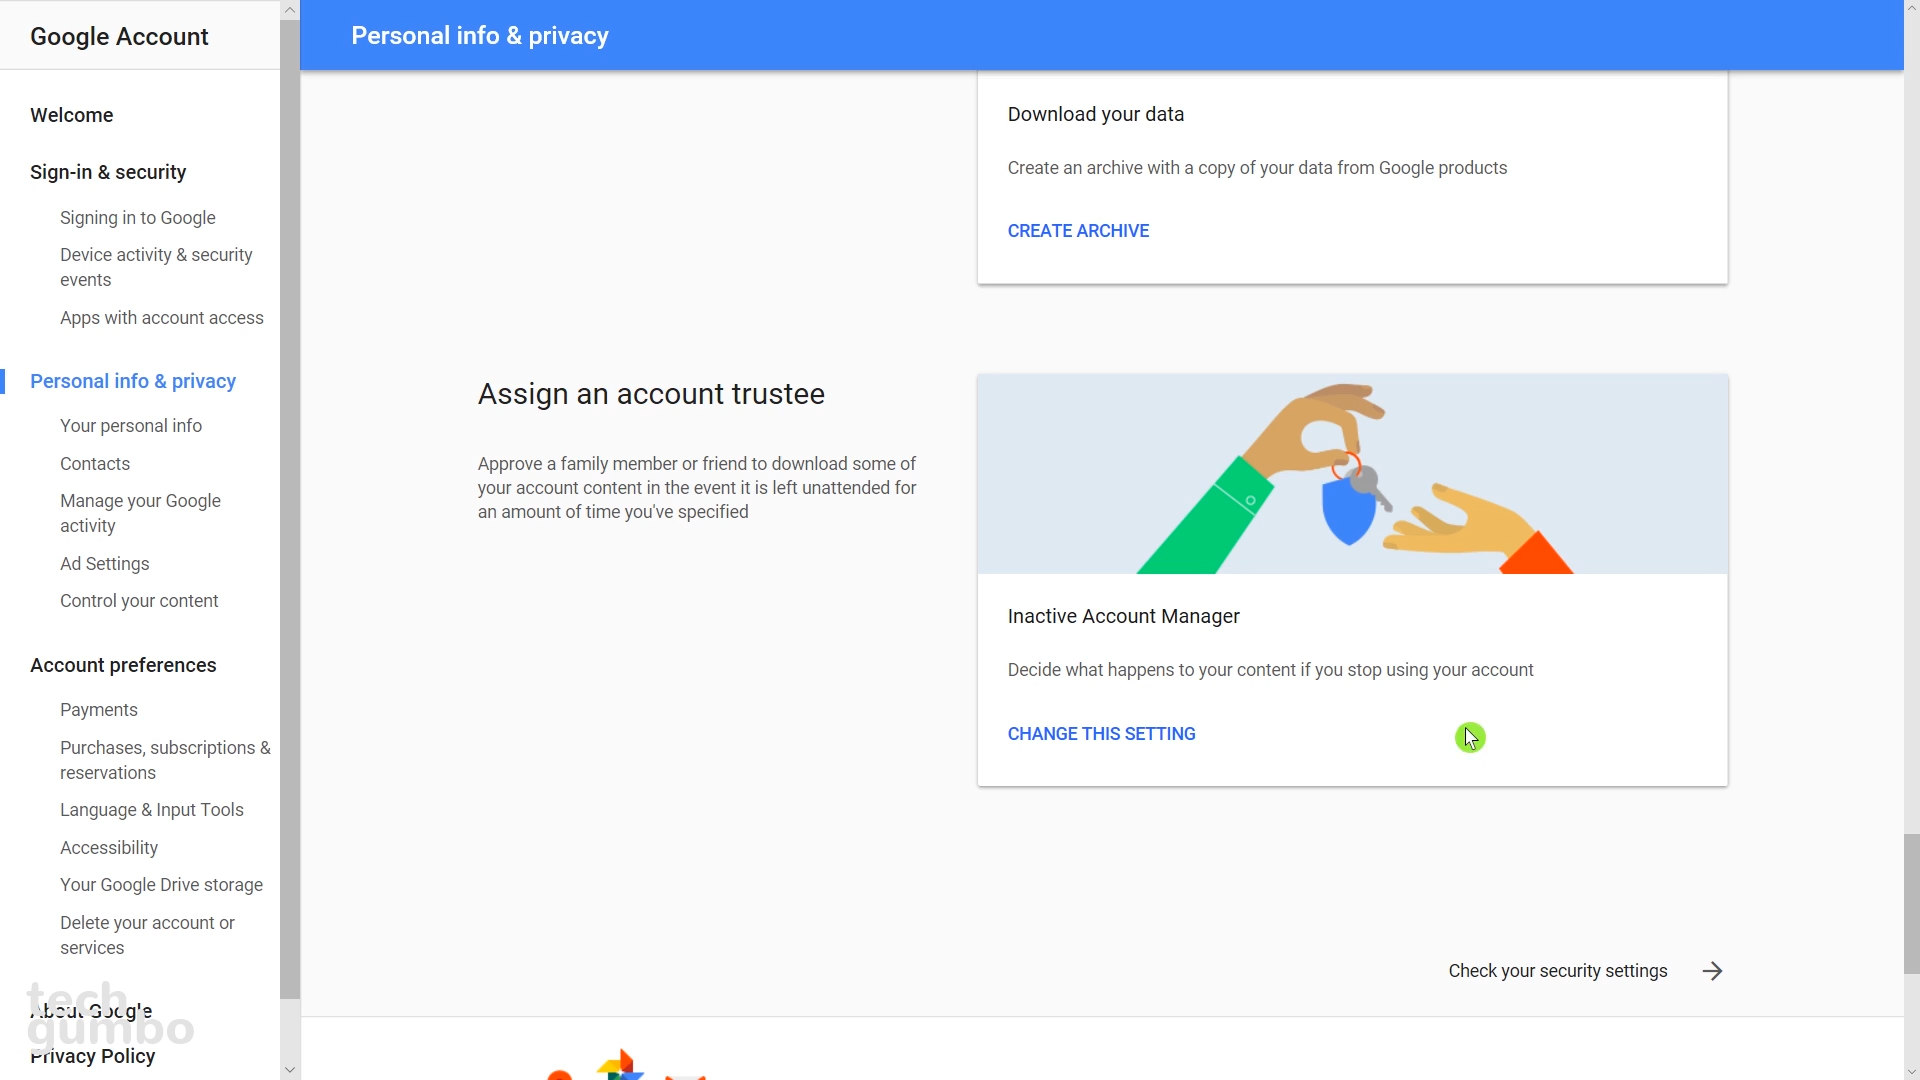 Google Account
Personal info & privacy
Welcome
Sign-in & security
Signing in to Google
Device activity & security
events
Apps with account access
Personal info & privacy
Your personal info
Contacts
Manage your Google
activity
Ad Settings
Control your content
Account preferences
Payments
Purchases, subscriptions &
reservations
Language & Input Tools
Accessibility
Your Google Drive storage
Delete your account or
services
About Google
Privacy Policy
tech
gumbo
Download your data
Create an archive with a copy of your data from Google products
CREATE ARCHIVE
Assign an account trustee
Approve a family member or friend to download some of
your account content in the event it is left unattended for
an amount of time you've specified
Inactive Account Manager
Decide what happens to your content if you stop using your account
CHANGE THIS SETTING
Check your security settings